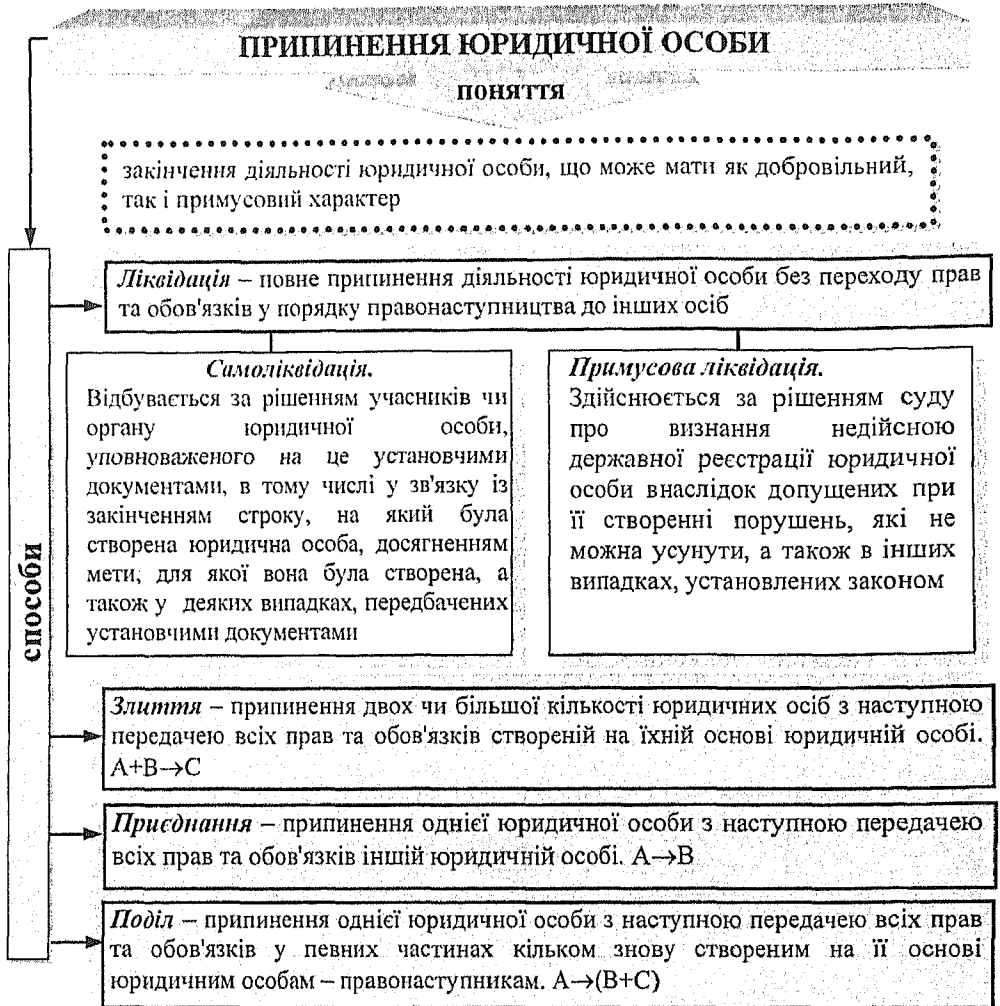 ПРИПИНЕННЯ ЮРИДИЧНОЇ ОСОБИ
поняття
закінчення діяльності юридичної особи, що може мати як добровільний,
так і примусовий характер
способи
Ліквідація – повне припинення діяльності юридичної особи без переходу прав
та обов'язків у порядку правонаступництва до інших осіб
Самоліквідація.
Відбувається за рішенням учасників чи
органу юридичної особи,
уповноваженого на це установчими
документами, в тому числі у зв'язку із
закінченням строку, на який була
створена юридична особа, досягненням
мети, для якої вона була створена, а
також у деяких випадках, передбачених
установчими документами
Примусова ліквідація.
Здійснюється за рішенням суду
про визнання недійсною
державної реєстрації юридичної
особи внаслідок допущених при
її створенні порушень, які не
можна усунути, а також в інших
випадках, установлених законом
Злиття – припинення двох чи більшої кількості юридичних осіб з наступною
передачею всіх прав та обов'язків створеній на їхній основі юридичній особі.
А+В→С
Приєднання – припинення однієї юридичної особи з наступною передачею
всіх прав та обов'язків іншій юридичній особі. А→В
Поділ – припинення однієї юридичної особи з наступною передачею всіх прав
та обов'язків у певних частинах кільком знову створеним на її основі
юридичним особам – правонаступникам. А→(В+С)